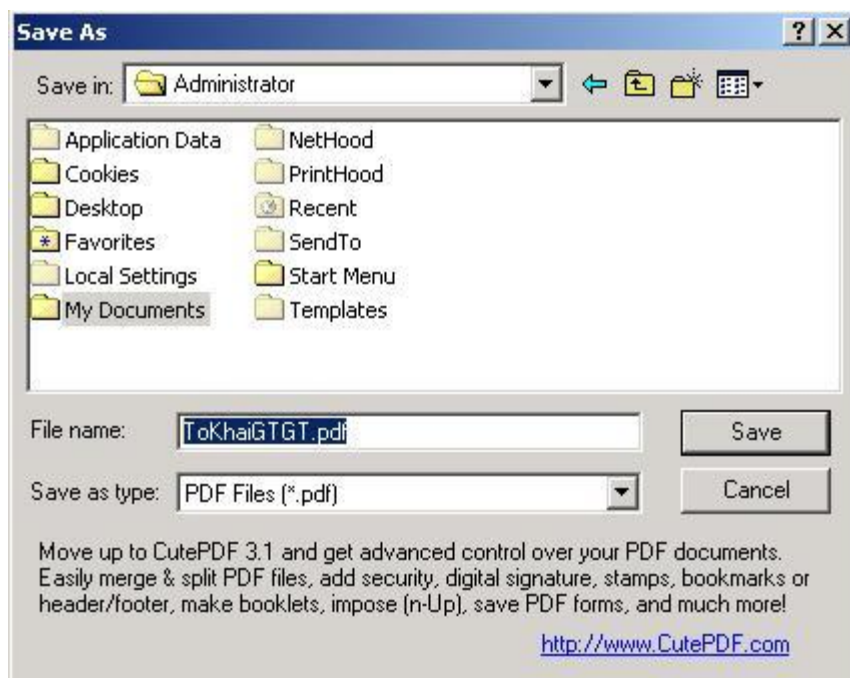 Save As
Save in: Administrator
Application Data
Cookies
Desktop
Favorites
Local Settings
My Documents
NetHood
PrintHood
Recent
SendTo
Start Menu
Templates
File name: ToKhaiGTGT.pdf Save
Save as type: PDF Files (*.pdf) Cancel
Move up to CutePDF 3.1 and get advanced control over your PDF documents.
Easily merge & split PDF files, add security, digital signature, stamps, bookmarks or
header/footer, make booklets, impose (n-Up), save PDF forms, and much more!
http://www.CutePDF.com